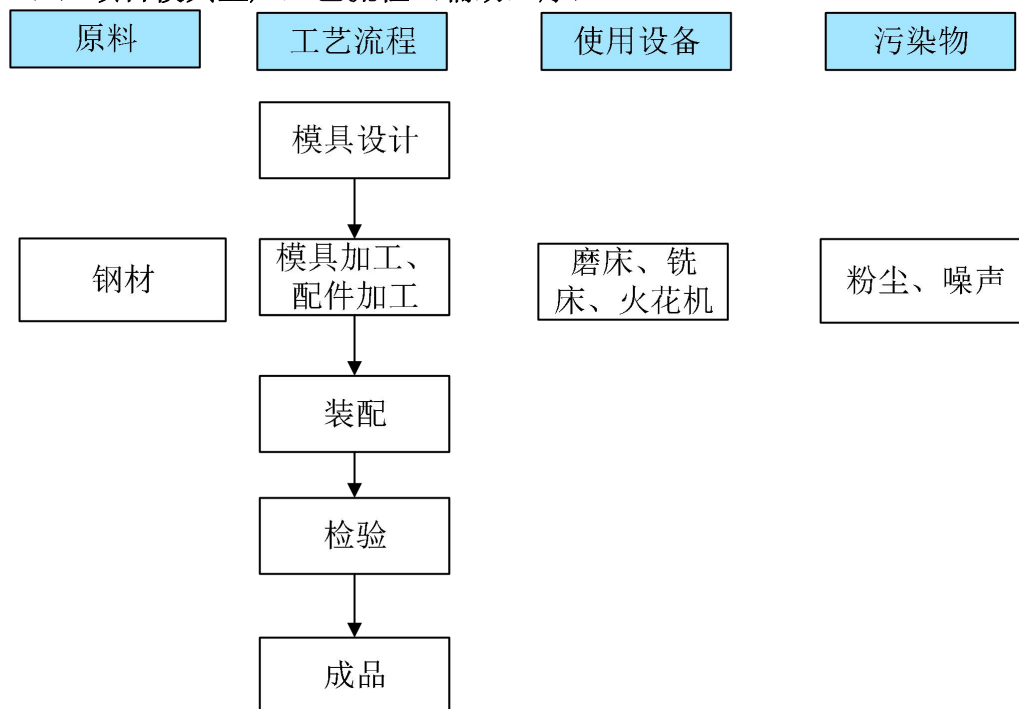 原料 工艺流程 使用设备 污染物
模具设计
钢材
模具加工、
配件加工
磨床、铣
床、火花机
粉尘、噪声
装配
检验
成品